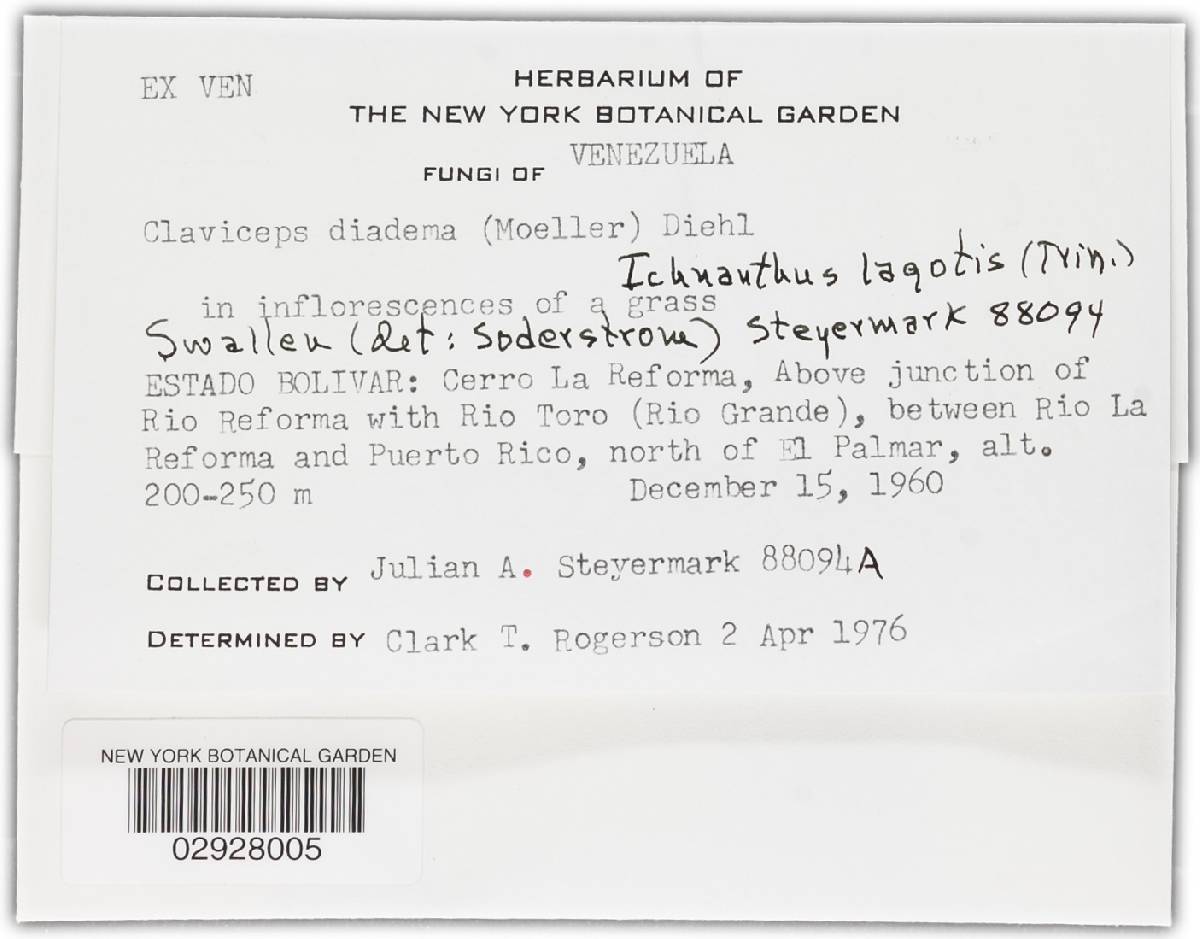 EX VEN
HERBARIUM OF
THE NEW YORK BOTANICAL GARDEN
FUNGI OF VENEZUELA
Claviceps diadema (Moeller) Diehl
Ichnanthus lagotis (Trin.)
in inflorescences of a grass
Swallen (det: Soderstrom) Steyermark 88094
ESTADO BOLIVAR: Cerro La Reforma, Above junction of
Rio Reforma with Rio Toro (Rio Grande), between Rio La
Reforma and Puerto Rico, north of El Palmar, alt.
200-250 m December 15, 1960
COLLECTED BY Julian A. Steyermark 88094A
DETERMINED BY Clark T. Rogerson 2 Apr 1976
NEW YORK BOTANICAL GARDEN
02928005